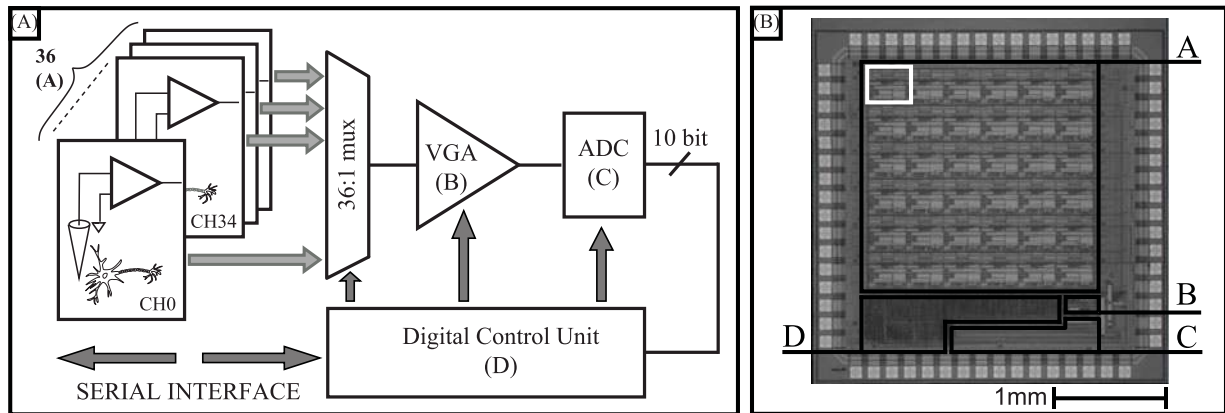 (A)
36
(A)
CH34
CH0
36:1 mux
VGA
(B)
ADC
(C)
10 bit
Digital Control Unit
(D)
SERIAL INTERFACE
(B)
A
B
D
C
1mm